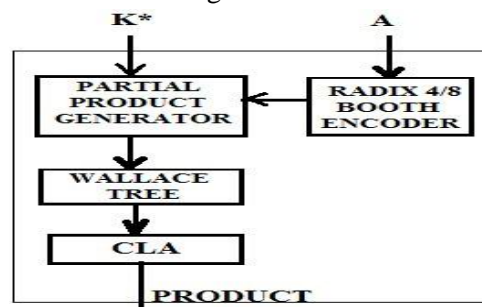 K*
A
PARTIAL
PRODUCT
GENERATOR
RADIX 4/8
BOOTH
ENCODER
WALLACE
TREE
CLA
PRODUCT